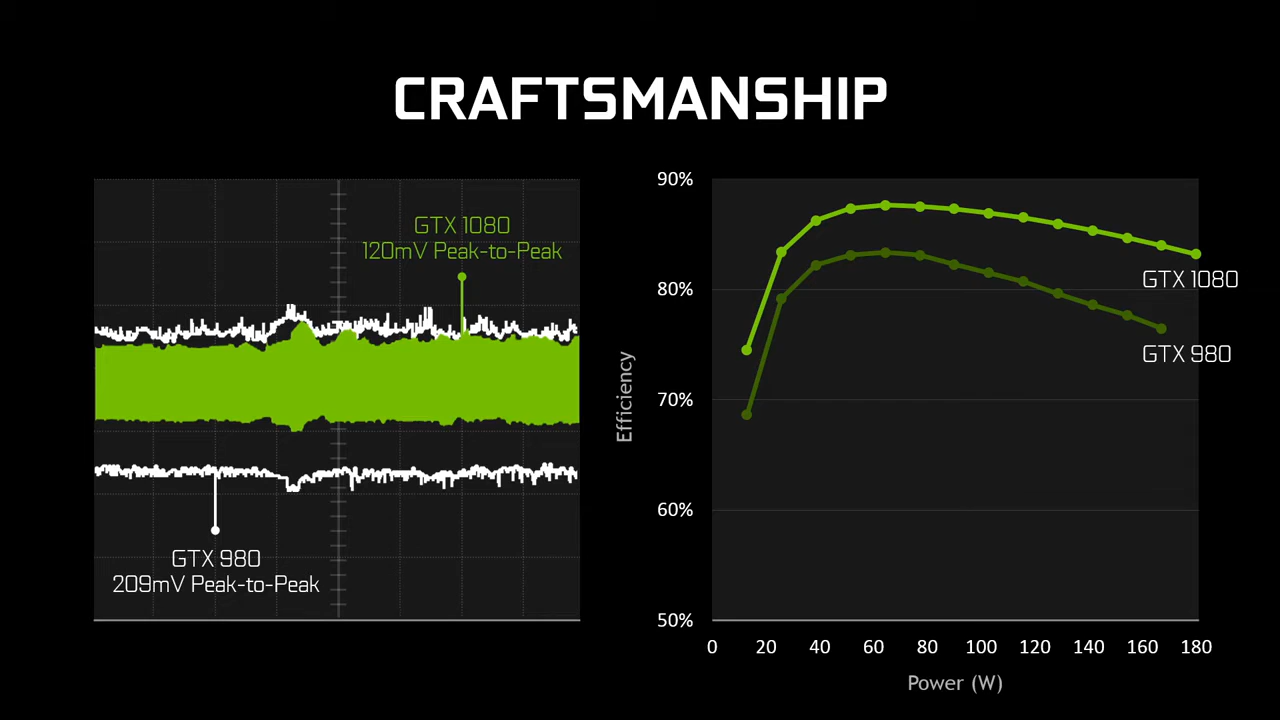 CRAFTSMANSHIP
GTX 1080
120mV Peak-to-Peak
GTX 980
209mV Peak-to-Peak
90%
80%
70%
60%
50%
Efficiency
GTX 1080
GTX 980
0 20 40 60 80 100 120 140 160 180
Power (W)